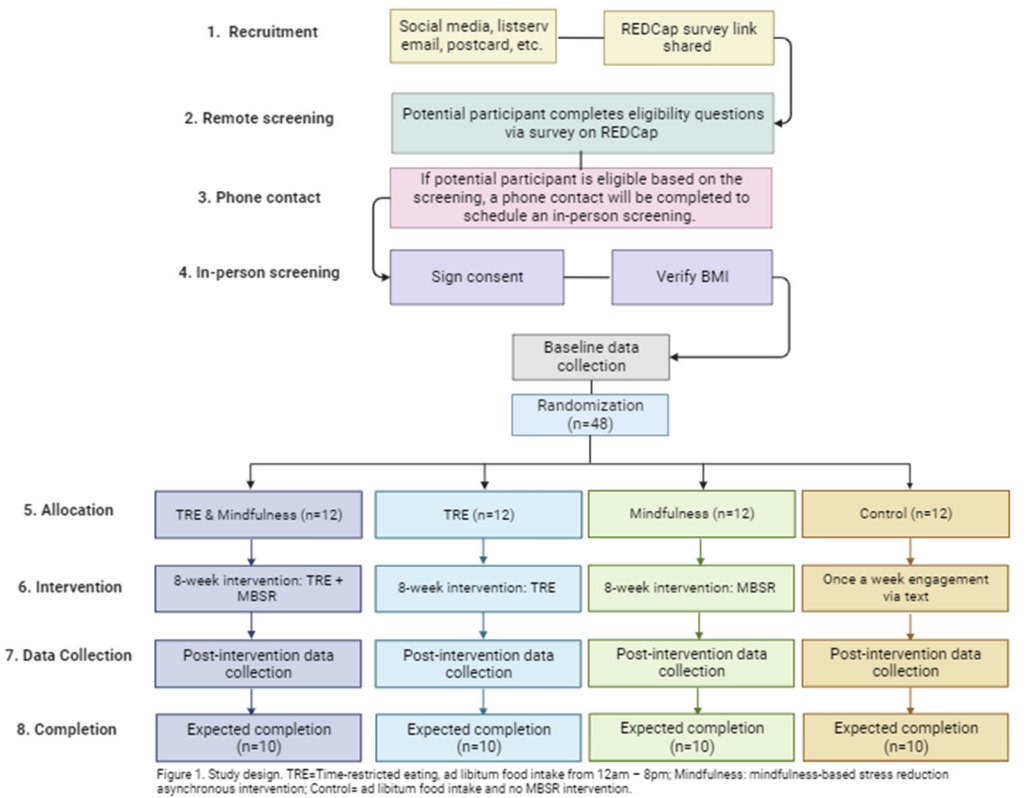 1. Recruitment
Social media, listserv
email, postcard, etc.
REDCap survey link
shared
2. Remote screening
Potential participant completes eligibility questions
via survey on REDCap
3. Phone contact
If potential participant is eligible based on the
screening, a phone contact will be completed to
schedule an in-person screening.
4. In-person screening
Sign consent
Verify BMI
Baseline data
collection
Randomization
(n=48)
5. Allocation
TRE & Mindfulness (n=12)
TRE (n=12)
Mindfulness (n=12)
Control (n=12)
6. Intervention
8-week intervention: TRE +
MBSR
8-week intervention: TRE
8-week intervention: MBSR
Once a week engagement
via text
7. Data Collection
Post-intervention data
collection
Post-intervention data
collection
Post-intervention data
collection
Post-intervention data
collection
8. Completion
Expected completion
(n=10)
Expected completion
(n=10)
Expected completion
(n=10)
Expected completion
(n=10)
Figure 1. Study design. TRE=Time-restricted eating, ad libitum food intake from 12am – 8pm; Mindfulness: mindfulness-based stress reduction
asynchronous intervention; Control= ad libitum food intake and no MBSR intervention.